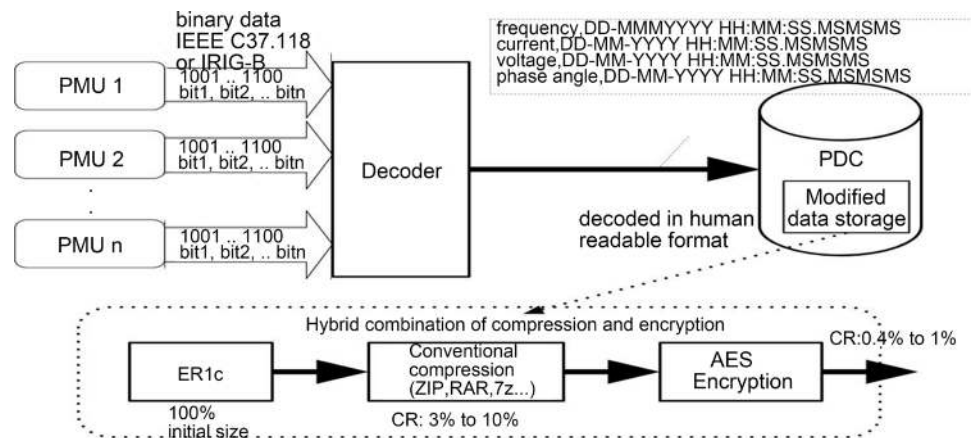 binary data
IEEE C37.118
or IRIG-B
PMU 1
1001 .. 1100
bit1, bit2, .. bitn
PMU 2
1001 .. 1100
bit1, bit2, .. bitn
.
.
PMU n
1001 .. 1100
bit1, bit2, .. bitn
Decoder
frequency,DD-MMMYYYY HH:MM:SS.MSMSMS
current,DD-MM-YYYY HH:MM:SS.MSMSMS
voltage,DD-MM-YYYY HH:MM:SS.MSMSMS
phase angle,DD-MM-YYYY HH:MM:SS.MSMSMS
PDC
Modified
data storage
decoded in human
readable format
Hybrid combination of compression and encryption
ER1c
100%
initial size
Conventional
compression
(ZIP,RAR,7z...)
CR: 3% to 10%
AES
Encryption
CR:0.4% to 1%